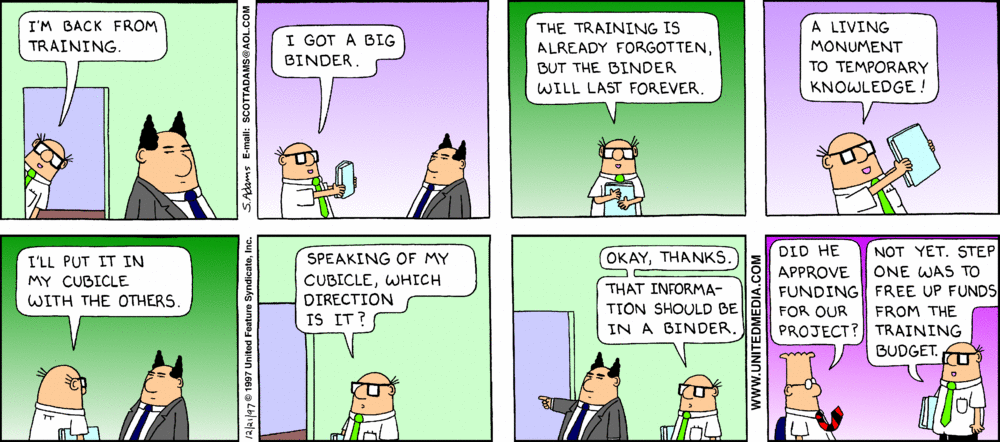 I'M BACK FROM
TRAINING.
S. Adams E-mail: SCOTTADAMS@AOL.COM
I GOT A BIG
BINDER.
THE TRAINING IS
ALREADY FORGOTTEN,
BUT THE BINDER
WILL LAST FOREVER.
A LIVING
MONUMENT
TO TEMPORARY
KNOWLEDGE!
I'LL PUT IT IN
MY CUBICLE
WITH THE OTHERS.
12/21/97 © 1997 United Feature Syndicate, Inc.
SPEAKING OF MY
CUBICLE, WHICH
DIRECTION
IS IT?
OKAY, THANKS.
THAT INFORMA-
TION SHOULD BE
IN A BINDER.
WWW.UNITEDMEDIA.COM
DID HE
APPROVE
FUNDING
FOR OUR
PROJECT?
NOT YET. STEP
ONE WAS TO
FREE UP FUNDS
FROM THE
TRAINING
BUDGET.